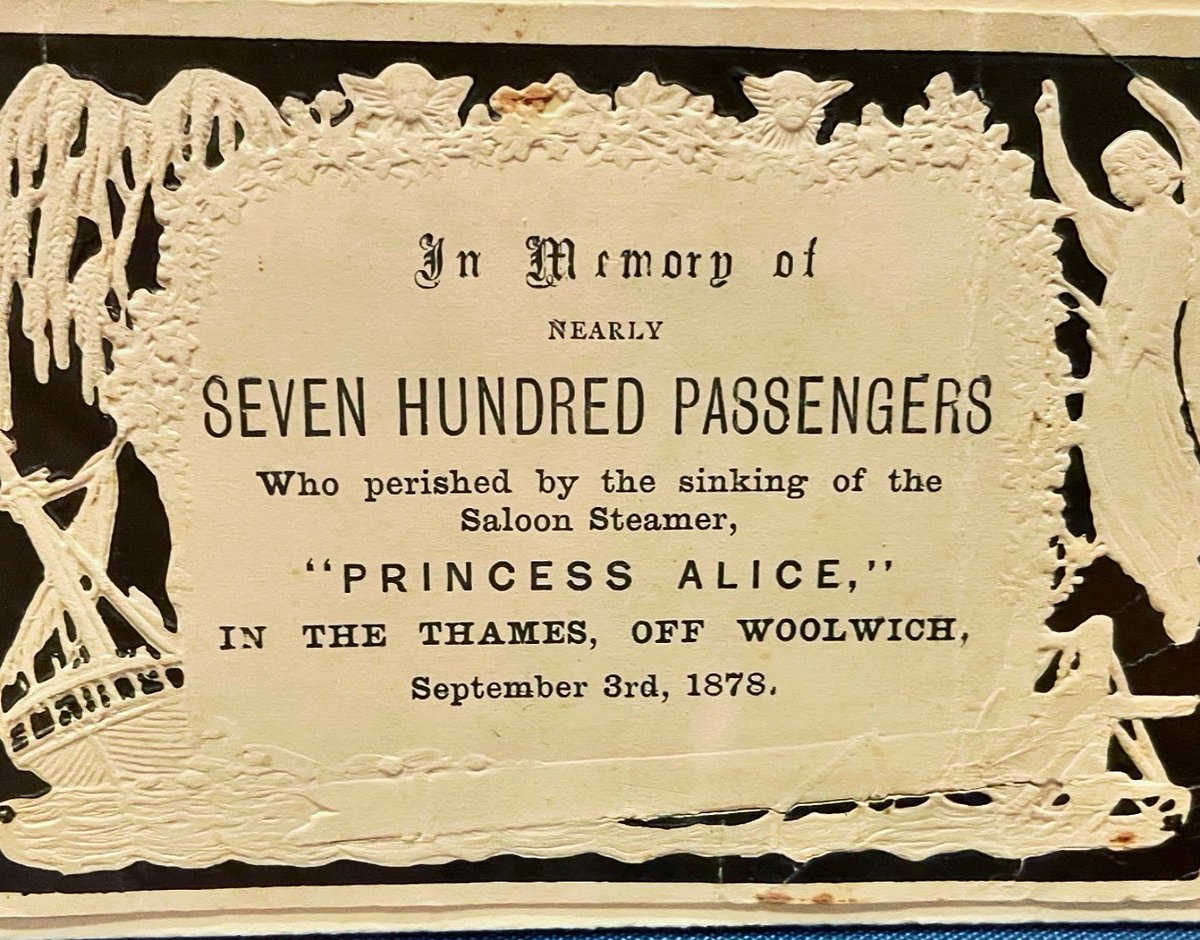 In Memory of
NEARLY
SEVEN HUNDRED PASSENGERS
Who perished by the sinking of the
Saloon Steamer,
“PRINCESS ALICE,”
IN THE THAMES, OFF WOOLWICH,
September 3rd, 1878.